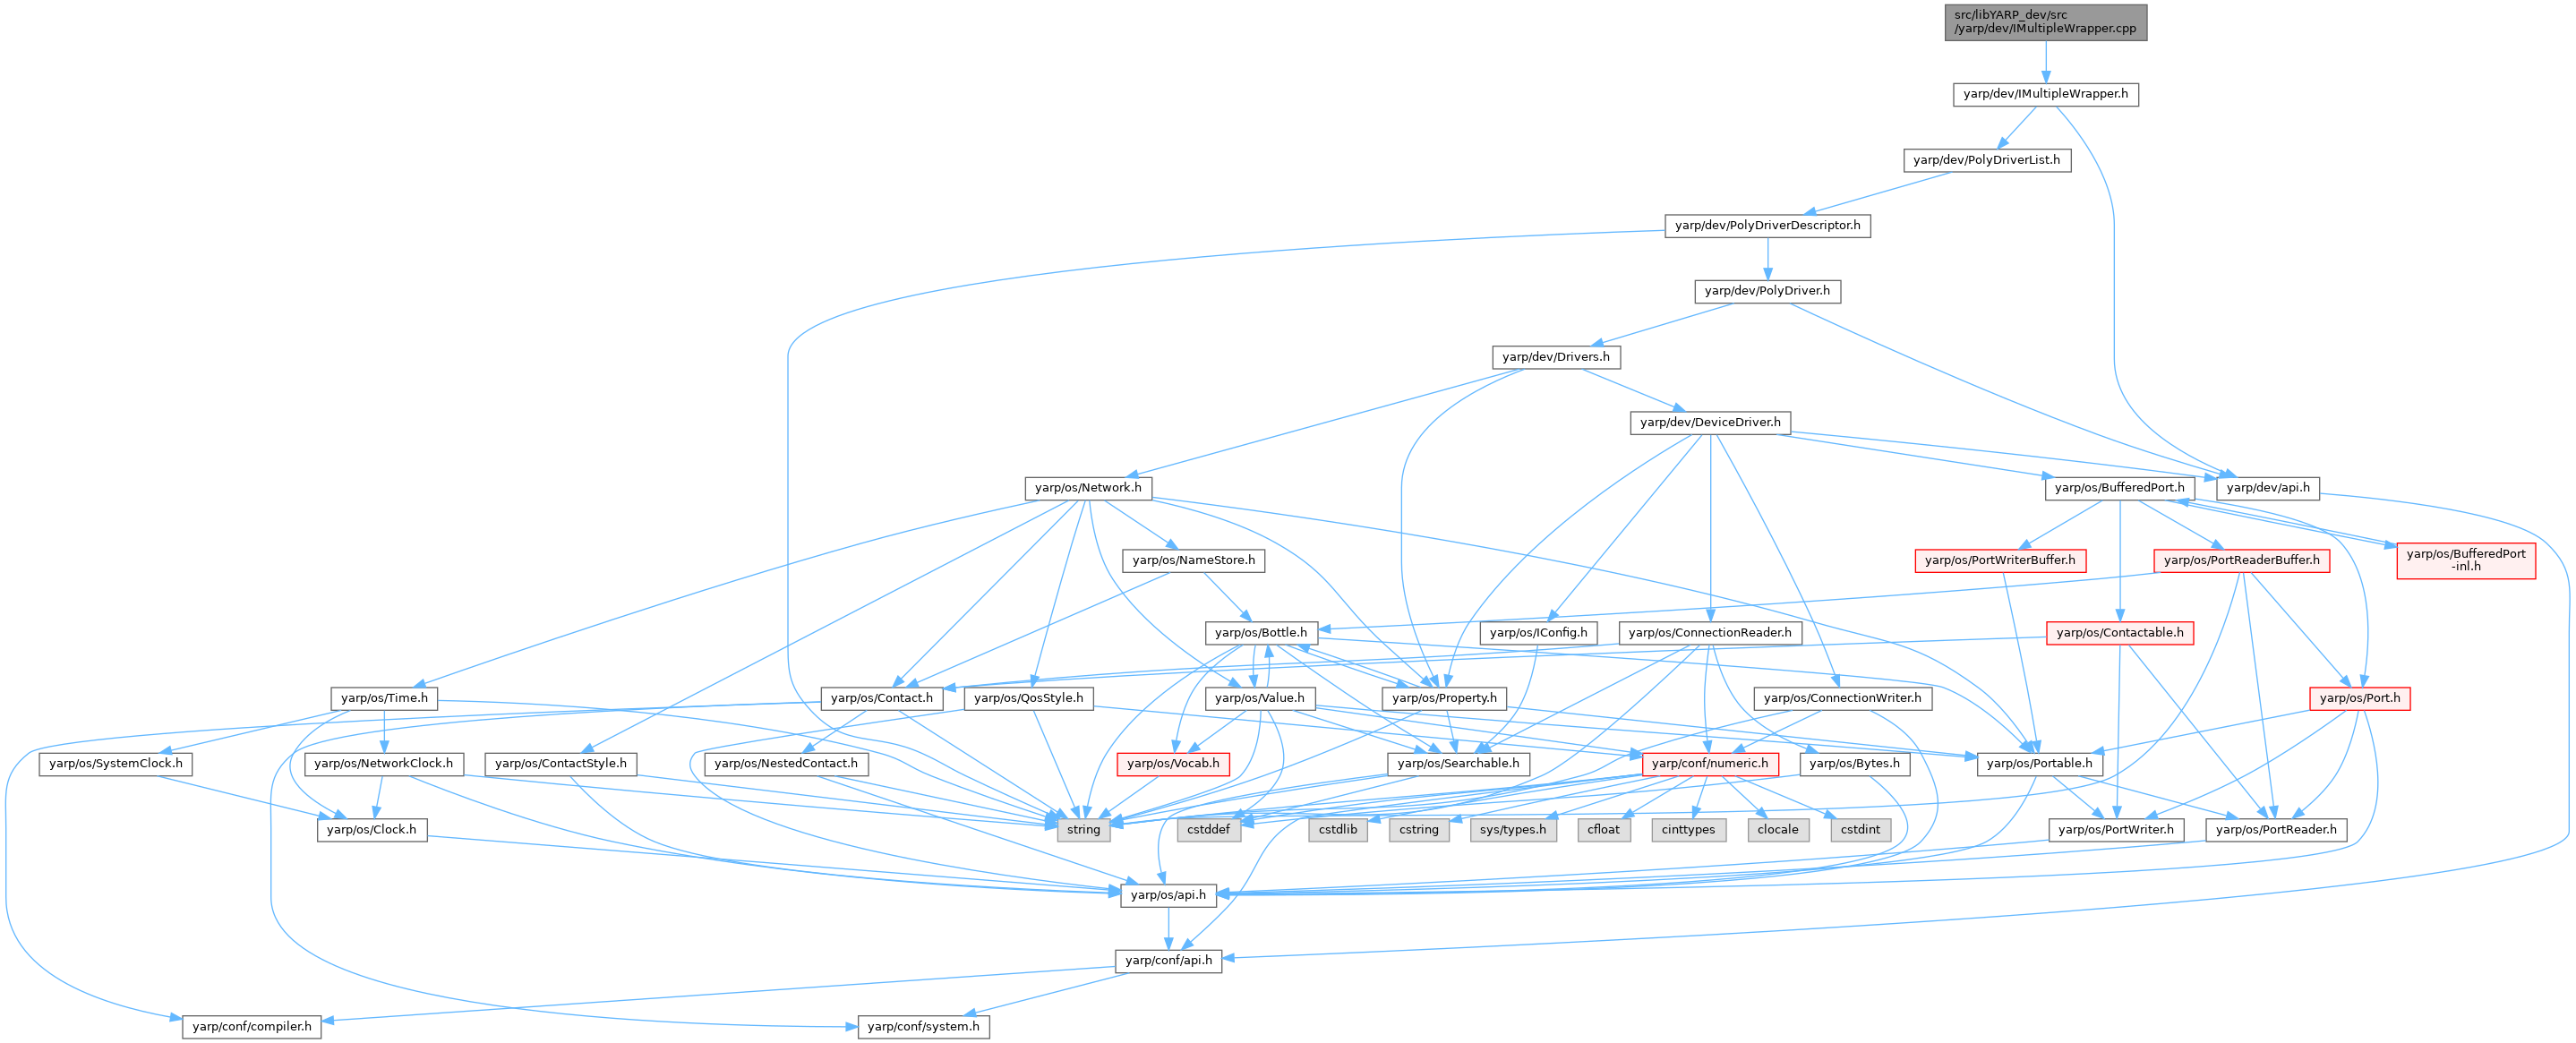 src/libYARP_dev/src
/yarp/dev/IMultipleWrapper.cpp
yarp/dev/IMultipleWrapper.h
yarp/dev/PolyDriverList.h
yarp/dev/PolyDriverDescriptor.h
yarp/dev/PolyDriver.h
yarp/dev/Drivers.h
yarp/dev/DeviceDriver.h
yarp/os/Network.h
yarp/os/BufferedPort.h
yarp/dev/api.h
yarp/os/NameStore.h
yarp/os/PortWriterBuffer.h
yarp/os/PortReaderBuffer.h
yarp/os/BufferedPort
-inl.h
yarp/os/Bottle.h
yarp/os/IConfig.h
yarp/os/ConnectionReader.h
yarp/os/Contactable.h
yarp/os/Time.h
yarp/os/Contact.h
yarp/os/QosStyle.h
yarp/os/Value.h
yarp/os/Property.h
yarp/os/ConnectionWriter.h
yarp/os/Port.h
yarp/os/SystemClock.h
yarp/os/NetworkClock.h
yarp/os/ContactStyle.h
yarp/os/NestedContact.h
yarp/os/Vocab.h
yarp/os/Searchable.h
yarp/conf/numeric.h
yarp/os/Bytes.h
yarp/os/Portable.h
yarp/os/Clock.h
string
cstddef
cstdlib
cstring
sys/types.h
cfloat
cinttypes
clocale
cstdint
yarp/os/PortWriter.h
yarp/os/PortReader.h
yarp/os/api.h
yarp/conf/api.h
yarp/conf/compiler.h
yarp/conf/system.h